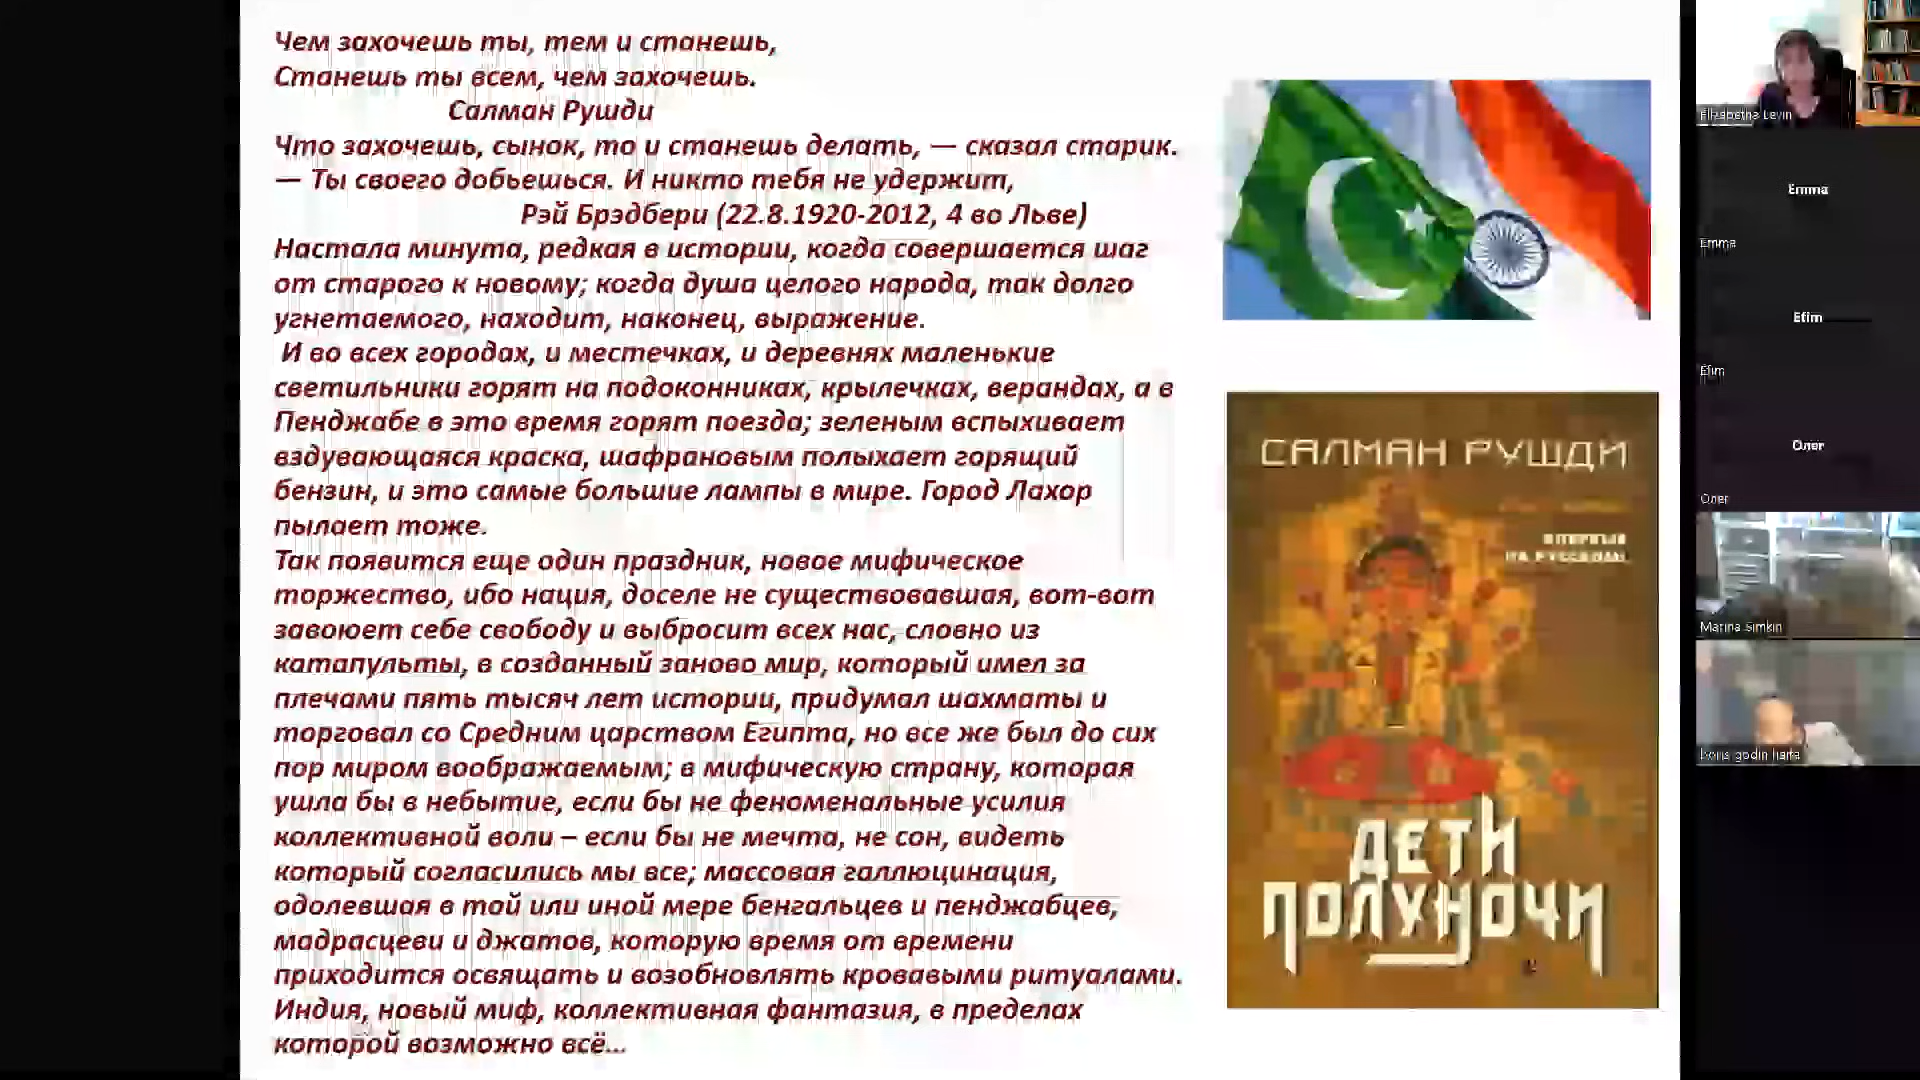 Чем захочешь ты, тем и станешь,
Станешь ты всем, чем захочешь.
Салман Рушди
Что захочешь, сынок, то и станешь делать, — сказал старик.
— Ты своего добьешься. И никто тебя не удержит,
Рэй Брэдбери (22.8.1920-2012, 4 во Льве)
Настала минута, редкая в истории, когда совершается шаг
от старого к новому; когда душа целого народа, так долго
угнетаемого, находит, наконец, выражение.
И во всех городах, и местечках, и деревнях маленькие
светильники горят на подоконниках, крылечках, верандах, а в
Пенджабе в это время горят поезда; зеленым вспыхивает
вздувающаяся краска, шафрановым полыхает горящий
бензин, и это самые большие лампы в мире. Город Лахор
пылает тоже.
Так появится еще один праздник, новое мифическое
торжество, ибо нация, доселе не существовавшая, вот-вот
завоюет себе свободу и выбросит всех нас, словно из
катапульты, в созданный заново мир, который имел за
плечами пять тысяч лет истории, придумал шахматы и
торговал со Средним царством Египта, но все же был до сих
пор миром воображаемым; в мифическую страну, которая
ушла бы в небытие, если бы не феноменальные усилия
коллективной воли – если бы не мечта, не сон, видеть
который согласились мы все; массовая галлюцинация,
одолевшая в той или иной мере бенгальцев и пенджабцев,
мадрасцеви и джатов, которую время от времени
приходится освящать и возобновлять кровавыми ритуалами.
Индия, новый миф, коллективная фантазия, в пределах
которой возможно всё...
САЛМАН РУШДИ
ВПЕРВЫЕ
НА РУССКОМ
ДЕТИ
ПОЛУНОЧИ
Elizabetha Levin
Emma
Emma
Efim
Efim
Олег
Олег
Marina Simkin
boris godin haifa